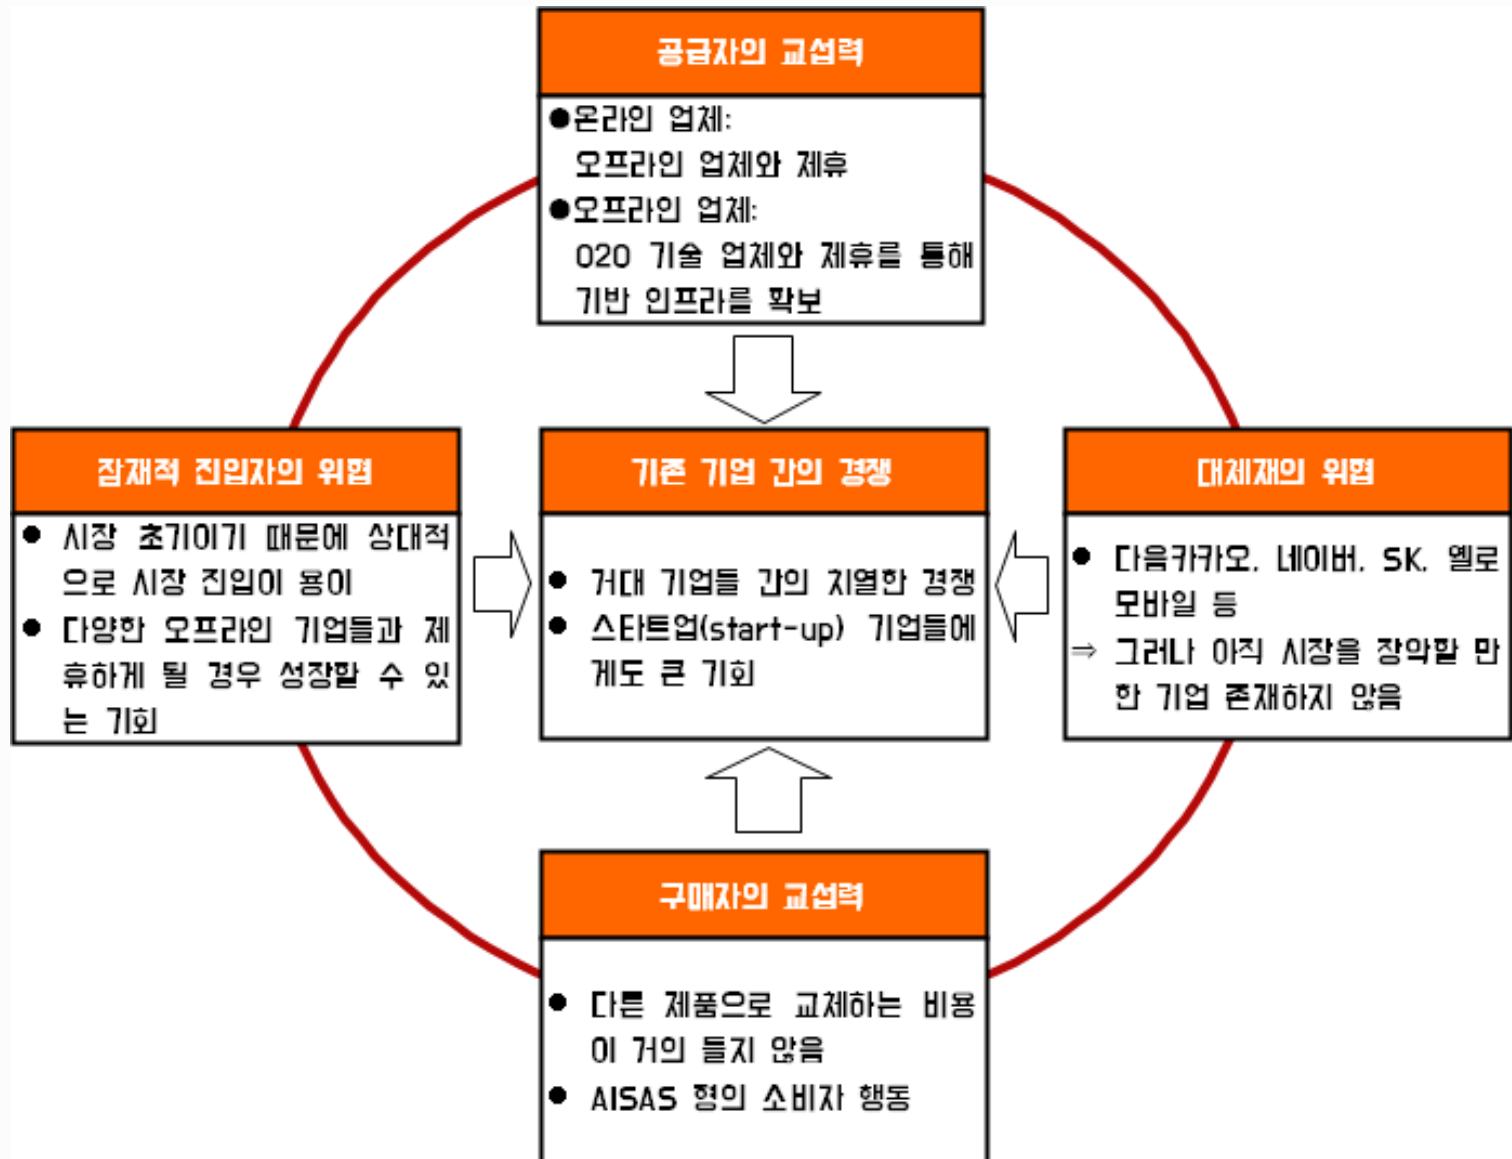 공급자의 교섭력
●온라인 업체:
오프라인 업체와 제휴
●오프라인 업체:
O2O 기술 업체와 제휴를 통해
기반 인프라를 확보
잠재적 진입자의 위협
● 시장 초기이기 때문에 상대적
으로 시장 진입이 용이
● 다양한 오프라인 기업들과 제
휴하게 될 경우 성장할 수 있
는 기회
기존 기업 간의 경쟁
● 거대 기업들 간의 치열한 경쟁
● 스타트업(start-up) 기업들에
게도 큰 기회
대체재의 위협
● 다음카카오, 네이버, SK, 옐로
모바일 등
⇒ 그러나 아직 시장을 장악할 만
한 기업 존재하지 않음
구매자의 교섭력
● 다른 제품으로 교체하는 비용
이 거의 들지 않음
● AISAS 형의 소비자 행동